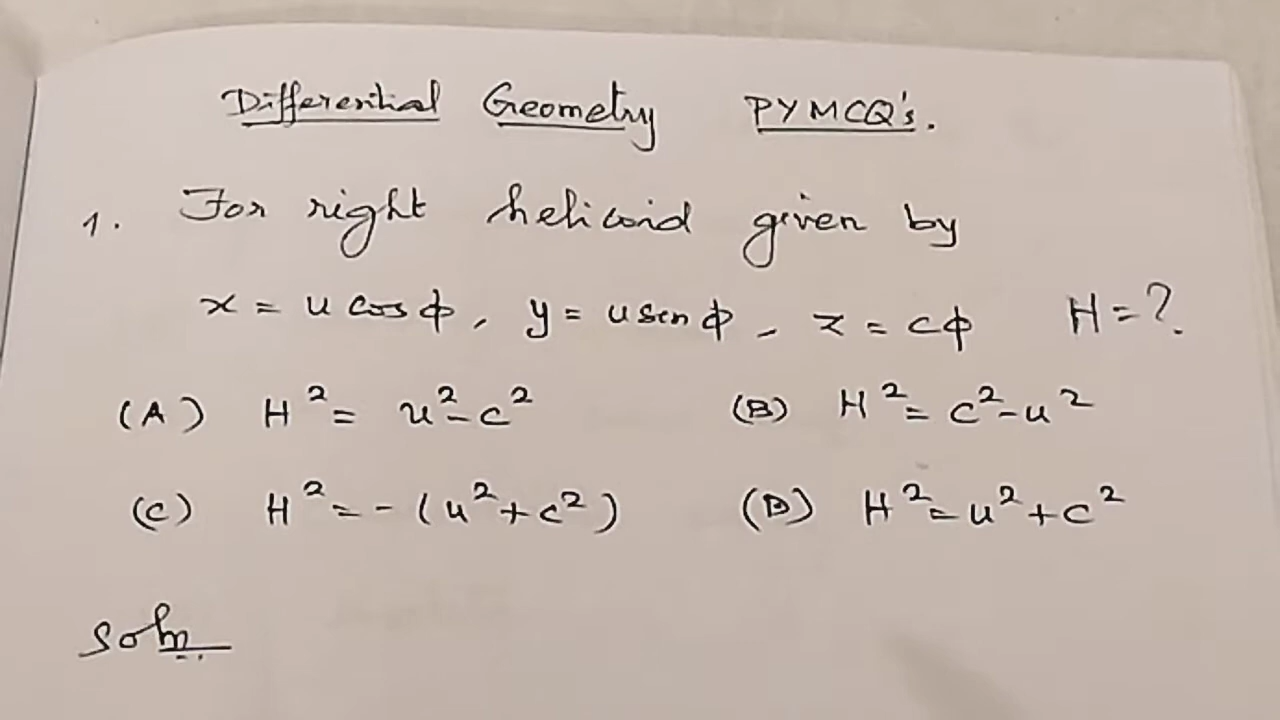 Differential Geometry PYMCQ's.
1. For right helicoid given by
x = u cos ϕ, y = u sin ϕ, z = cϕ H = ?
(A) H² = u² - c² (B) H² = c² - u²
(C) H² = - (u² + c²) (D) H² = u² + c²
Soln.